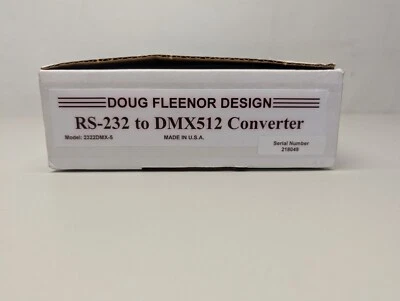 DOUG FLEENOR DESIGN
RS-232 to DMX512 Converter
Model: 2322DMX-5 MADE IN U.S.A. Serial Number
218049